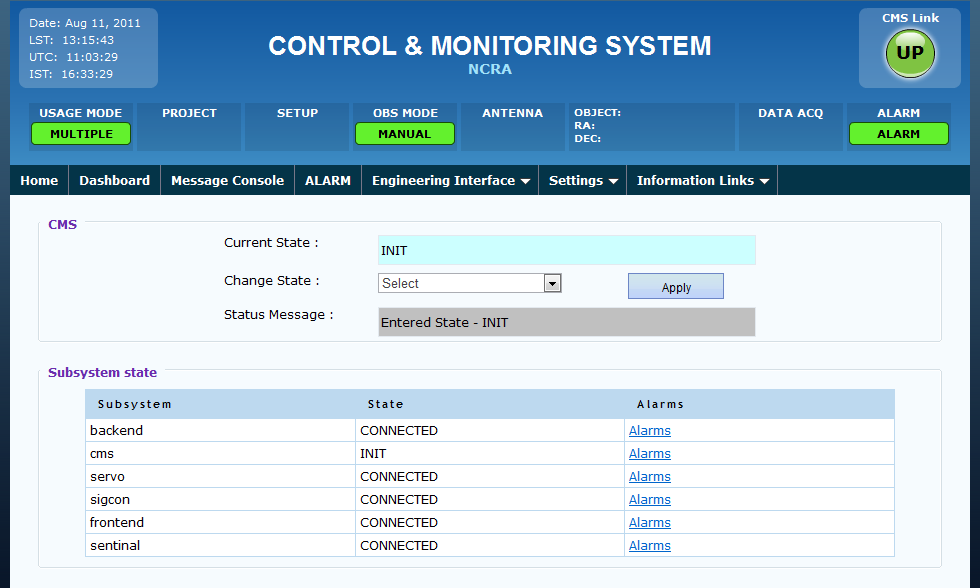 Date: Aug 11, 2011
LST: 13:15:43
UTC: 11:03:29
IST: 16:33:29
CONTROL & MONITORING SYSTEM
NCRA
CMS Link
UP
USAGE MODE
MULTIPLE
PROJECT
SETUP
OBS MODE
MANUAL
ANTENNA
OBJECT:
RA:
DEC:
DATA ACQ
ALARM
ALARM
Home Dashboard Message Console ALARM Engineering Interface Settings Information Links
CMS
Current State : INIT
Change State : Select Apply
Status Message : Entered State - INIT
Subsystem state
Subsystem State Alarms
backend CONNECTED Alarms
cms INIT Alarms
servo CONNECTED Alarms
sigcon CONNECTED Alarms
frontend CONNECTED Alarms
sentinal CONNECTED Alarms